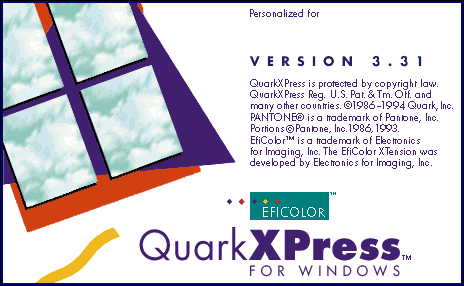 Personalized for
VERSION 3.31
QuarkXPress is protected by copyright law.
QuarkXPress Reg. U.S. Pat. & Tm. Off. and
many other countries. ©1986–1994 Quark, Inc.
PANTONE® is a trademark of Pantone, Inc.
Portions©Pantone, Inc.1986,1993.
EfiColor™ is a trademark of Electronics
for Imaging, Inc. The EfiColor XTension was
developed by Electronics for Imaging, Inc.
EFICOLOR™
QuarkXPress™
FOR WINDOWS